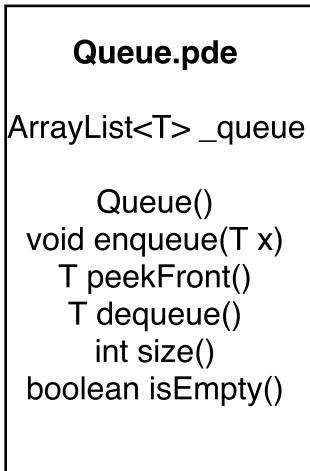 Queue.pde
ArrayList<T> _queue
Queue()
void enqueue(T x)
T peekFront()
T dequeue()
int size()
boolean isEmpty()